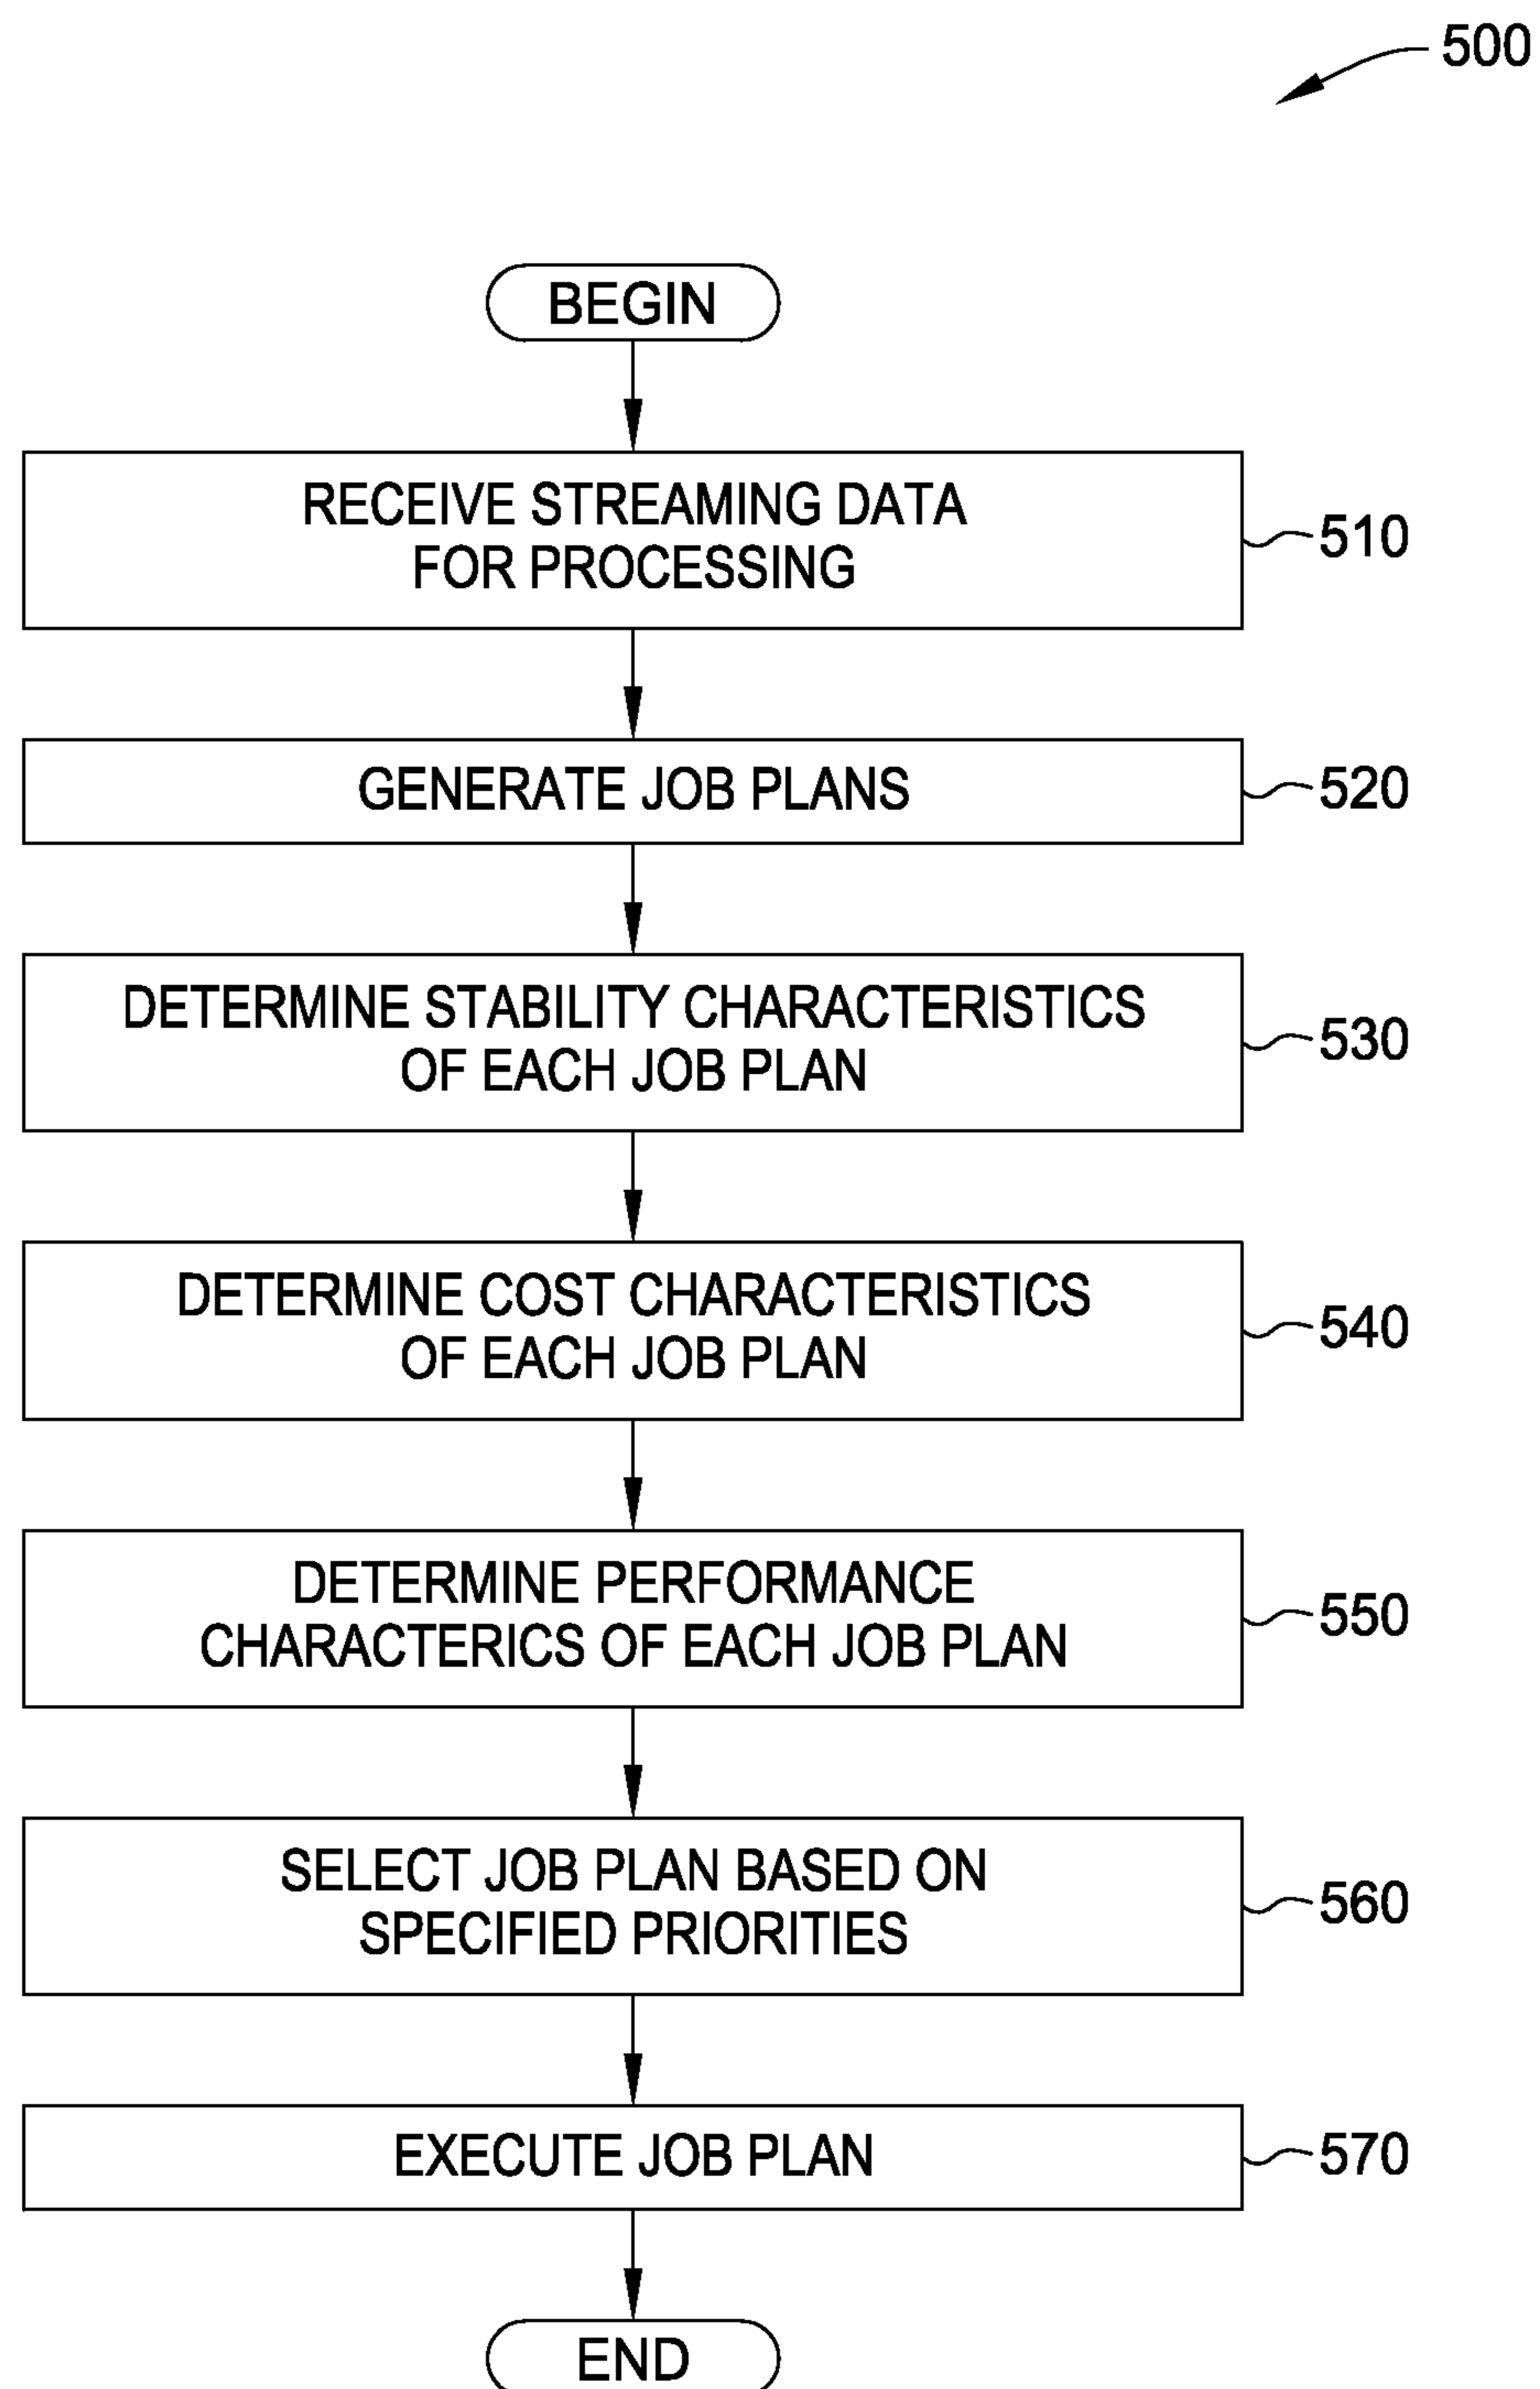 500
BEGIN
RECEIVE STREAMING DATA
FOR PROCESSING
510
GENERATE JOB PLANS
520
DETERMINE STABILITY CHARACTERISTICS
OF EACH JOB PLAN
530
DETERMINE COST CHARACTERISTICS
OF EACH JOB PLAN
540
DETERMINE PERFORMANCE
CHARACTERICS OF EACH JOB PLAN
550
SELECT JOB PLAN BASED ON
SPECIFIED PRIORITIES
560
EXECUTE JOB PLAN
570
END